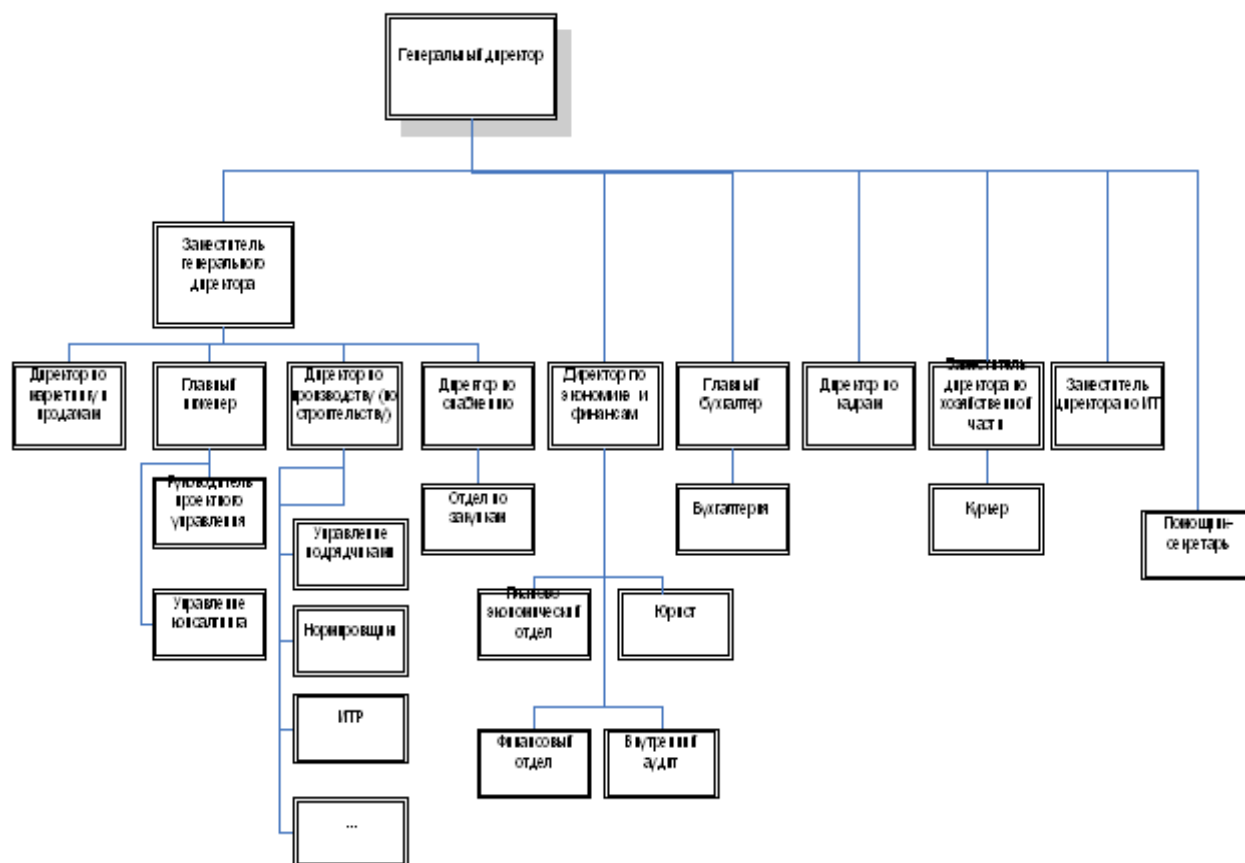 Генеральный директор
Заместитель
генерального
директора
Директор по
маркетингу и
продажам
Главный
инженер
Директор по
производству (по
строительству)
Директор по
снабжению
Директор по
экономике и
финансам
Главный
бухгалтер
Директор по
кадрам
Заместитель
директора по
хозяйственной
части
Заместитель
директора по ИТ
Руководитель
проектного
управления
Отдел по
закупкам
Бухгалтерия
Курьер
Помощник-
секретарь
Управление
подрядчиками
Управление
консалтинга
Планово
экономический
отдел
Юрист
Нормировщики
ИТР
Финансовый
отдел
Внутренний
аудит
...